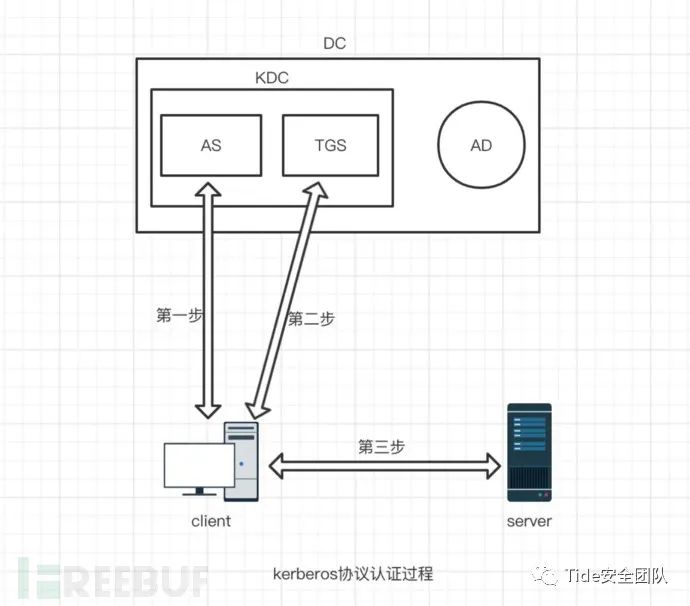 DC
KDC
AS
TGS
AD
第一步
第二步
第三步
client
server
kerberos协议认证过程
REEBUF
Tide安全团队